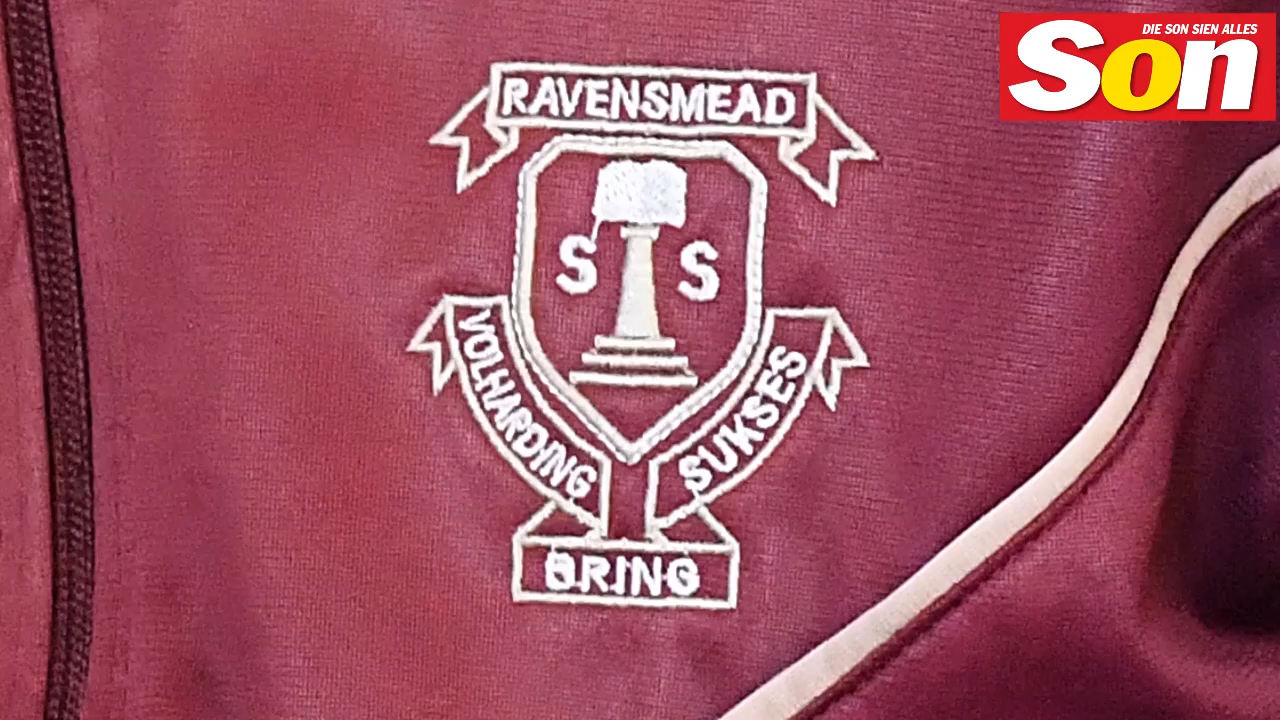 DIE SON SIEN ALLES
Son
RAVENSMEAD
S S
VOLHARDING
BRING
SUKSES